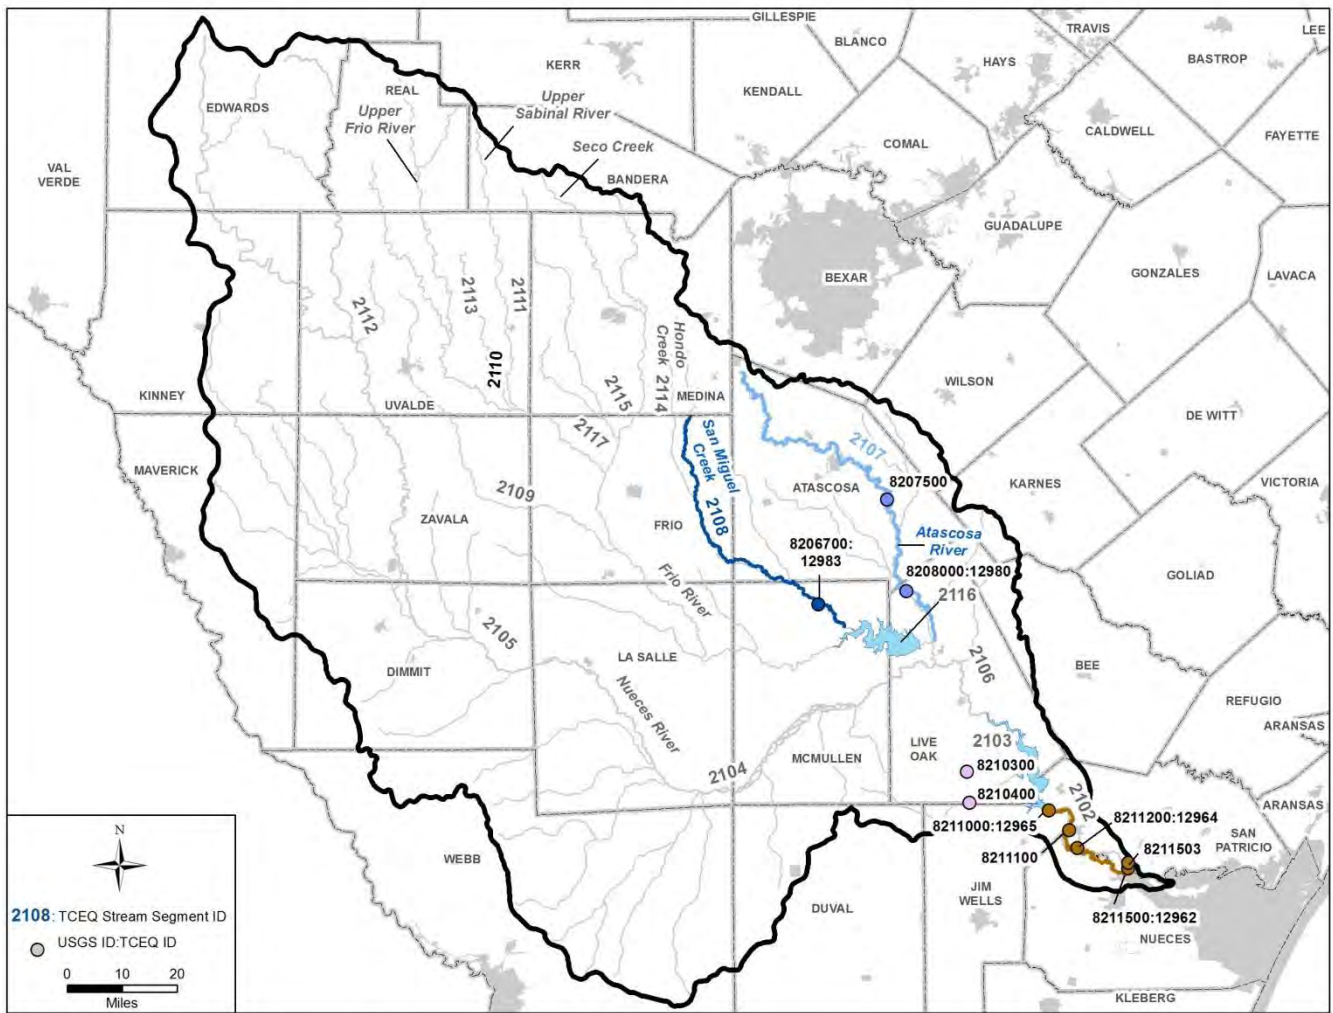 GILLESPIE
TRAVIS
LEE
BLANCO
HAYS
BASTROP
KERR
KENDALL
EDWARDS
REAL
Upper
Frio River
Upper
Sabinal River
Seco Creek
BANDERA
COMAL
CALDWELL
FAYETTE
VAL
VERDE
GUADALUPE
BEXAR
GONZALES
LAVACA
2112
2113
2111
2110
Hondo
Creek 2114
2115
MEDINA
WILSON
KINNEY
UVALDE
DE WITT
2117
San Miguel
Creek 2108
2107
MAVERICK
2109
ATASCOSA
8207500
KARNES
VICTORIA
ZAVALA
FRIO
8206700:
12983
Atascosa
River
8208000:12980
GOLIAD
2116
Frio River
2105
LA SALLE
DIMMIT
2106
BEE
REFUGIO
Nueces River
ARANSAS
LIVE
OAK
2103
MCMULLEN
8210300
2104
8210400
2102
ARANSAS
8211000:12965
8211200:12964
SAN
PATRICIO
8211100
8211503
WEBB
JIM
WELLS
DUVAL
8211500:12962
NUECES
KLEBERG
N
2108: TCEQ Stream Segment ID
USGS ID:TCEQ ID
0 10 20
Miles